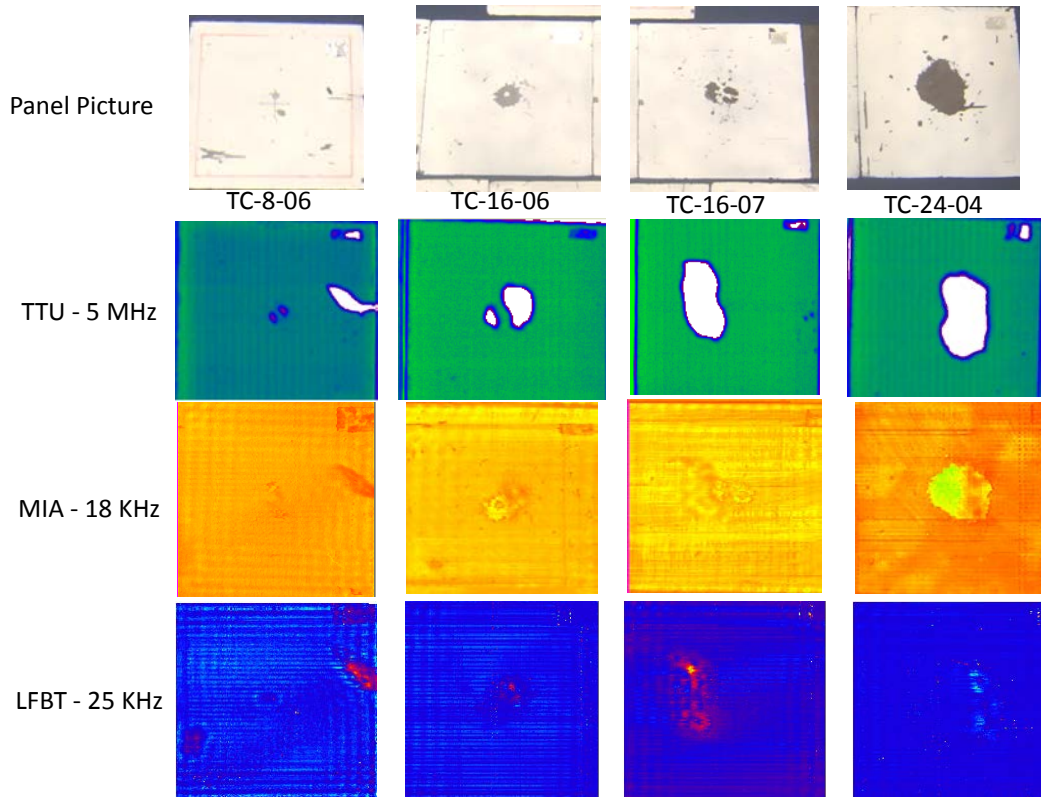 Panel Picture
TC-8-06
TC-16-06
TC-16-07
TC-24-04
TTU - 5 MHz
MIA - 18 KHz
LFBT - 25 KHz